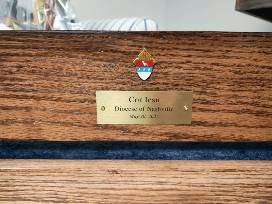 Cor Iesu
Diocese of Nashville